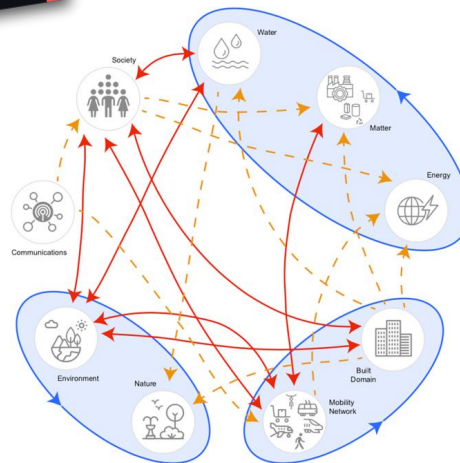 Water
Society
Matter
Energy
Communications
Environment
Nature
Built
Domain
Mobility
Network